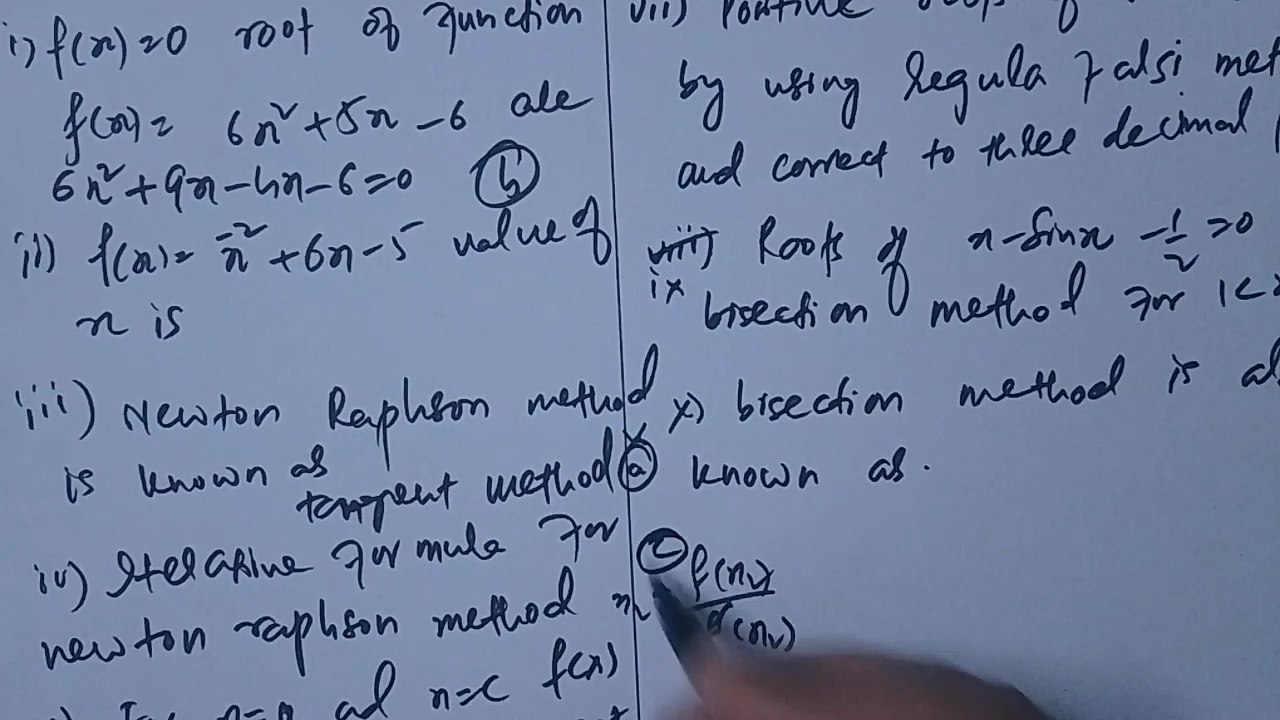 i) f(x)=0 root of function
f(x)= 6x²+5x-6 are
6x²+9x-4x-6=0 (b)
ii) f(x)= x⁻²+6x-5 value of
x is
iii) Newton Raphson method
is known as
tangent method (a)
iv) Iterative formula for (c)
newton raphson method x
f(x
x=c f(x)
by using Regula falsi met
and correct to three decimal
viii) Roots of x-sinx-1/2=0
ix bisection method for 1<
x) bisection method is al
known as.